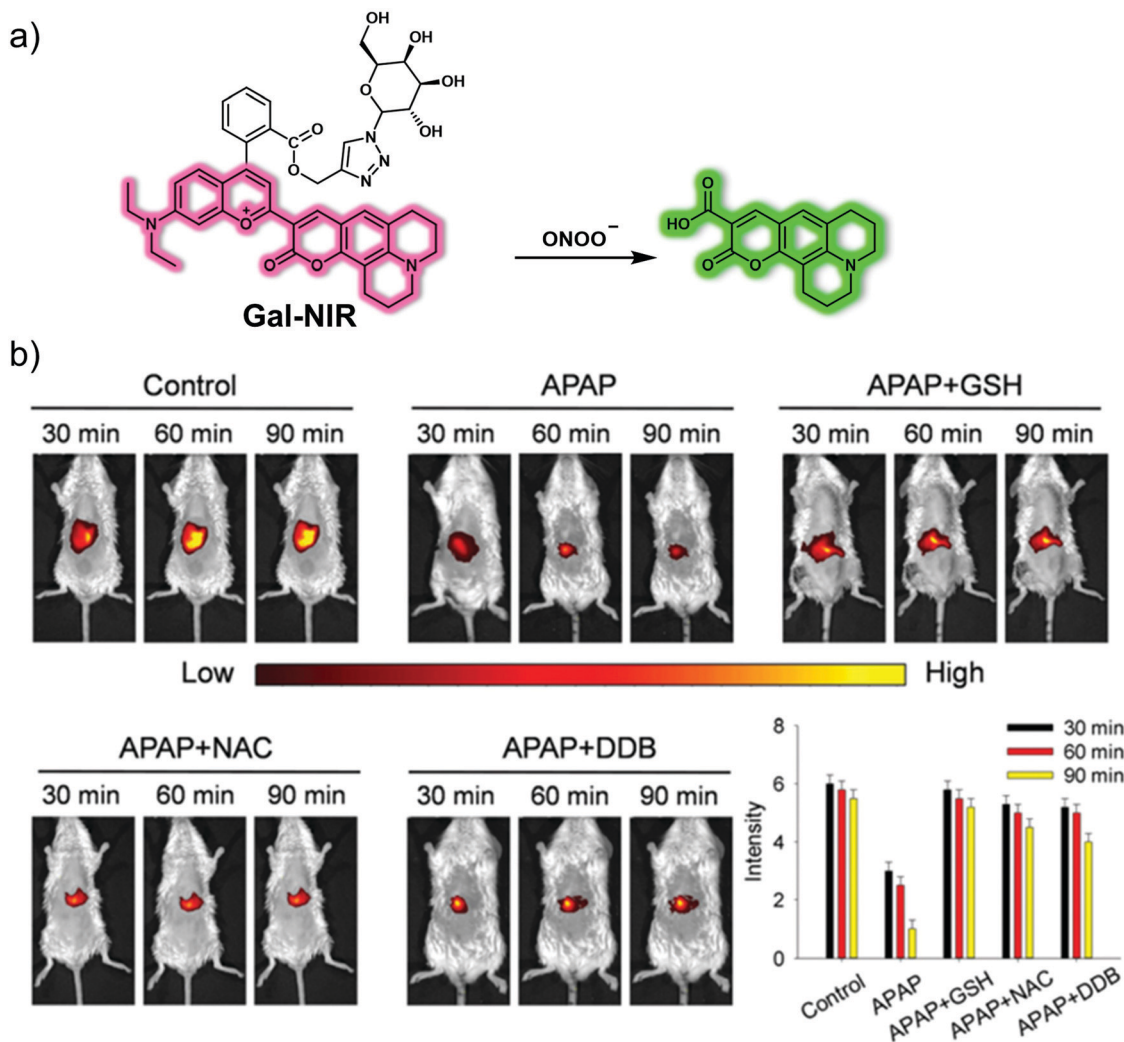 a)
OH
OH
O
OH
OH
O
C
O
N
N
N
N
O
+
O
O
N
Gal-NIR
ONOO⁻
O
HO
O
O
N
b)
Control
APAP
APAP+GSH
30 min 60 min 90 min
30 min 60 min 90 min
30 min 60 min 90 min
Low
High
APAP+NAC
APAP+DDB
30 min 60 min 90 min
30 min 60 min 90 min
8
6
4
2
0
Intensity
30 min
60 min
90 min
Control
APAP
APAP+GSH
APAP+NAC
APAP+DDB